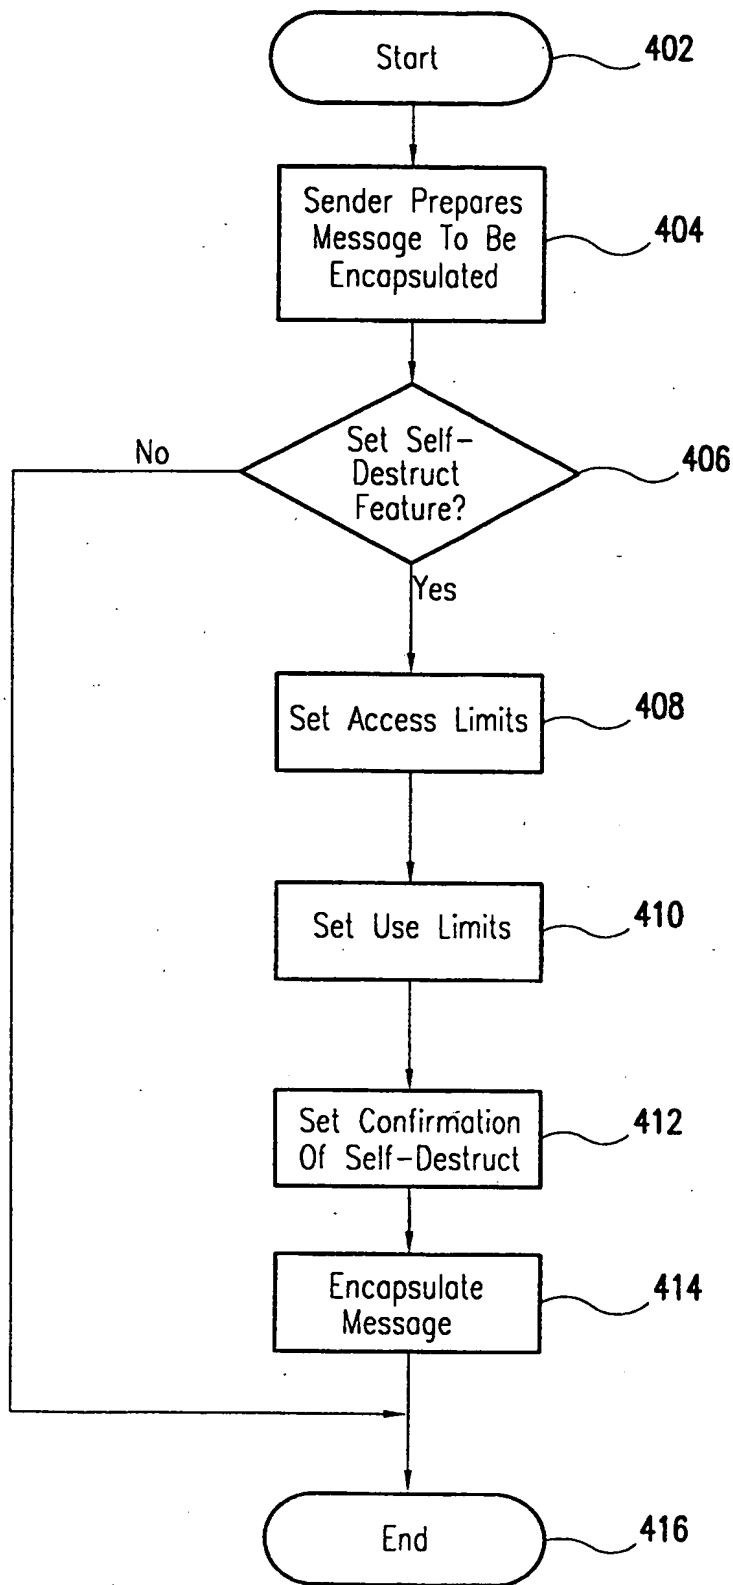 Start
402
Sender Prepares
Message To Be
Encapsulated
404
Set Self-
Destruct
Feature?
406
No
Yes
Set Access Limits
408
Set Use Limits
410
Set Confirmation
Of Self-Destruct
412
Encapsulate
Message
414
End
416